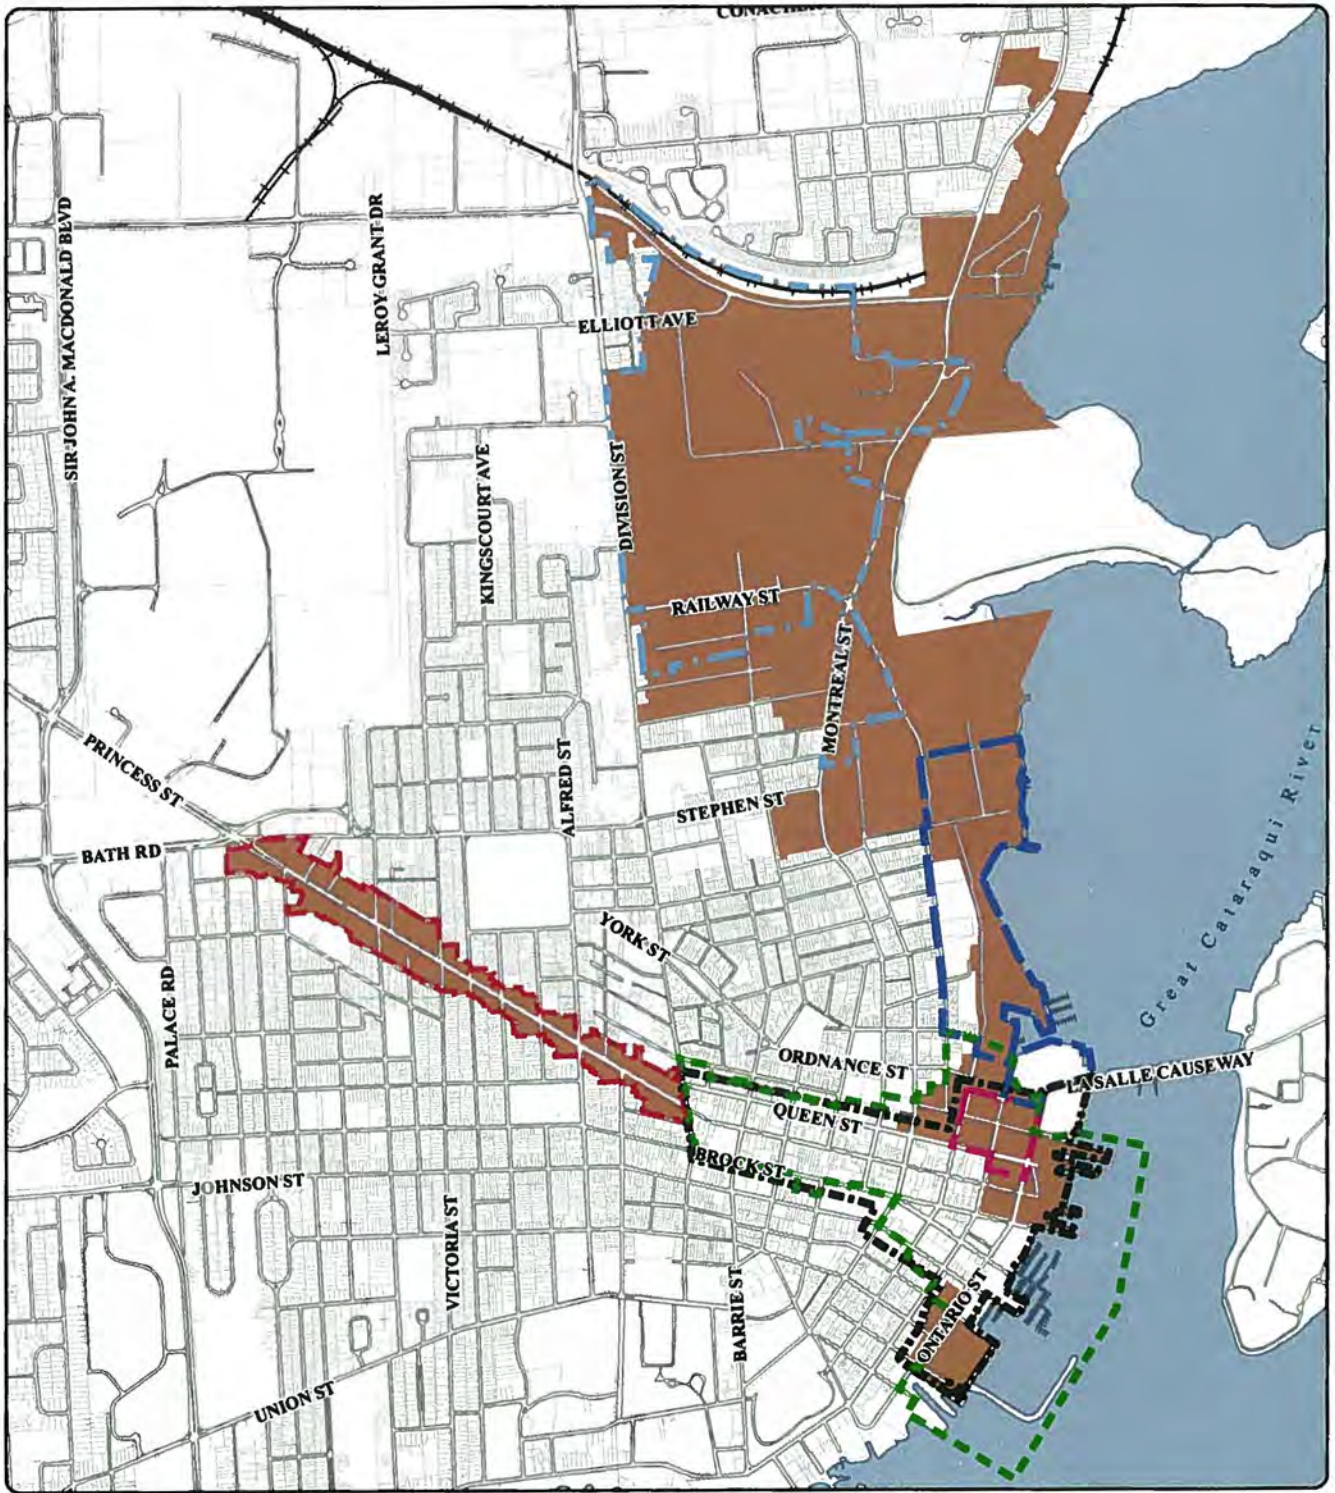 SIR JOHN A. MACDONALD BLVD
LEROY GRANT DR
ELLIOTT AVE
KINGSCOURT AVE
DIVISION ST
RAILWAY ST
MONTREAL ST
PRINCESS ST
ALFRED ST
STEPHEN ST
BATH RD
Great Cataraqui River
YORK ST
PALACE RD
ORDNANCE ST
LA SALLE CAUSEWAY
QUEEN ST
BROCK ST
JOHNSON ST
VICTORIA ST
BARRIE ST
ONTARIO ST
UNION ST